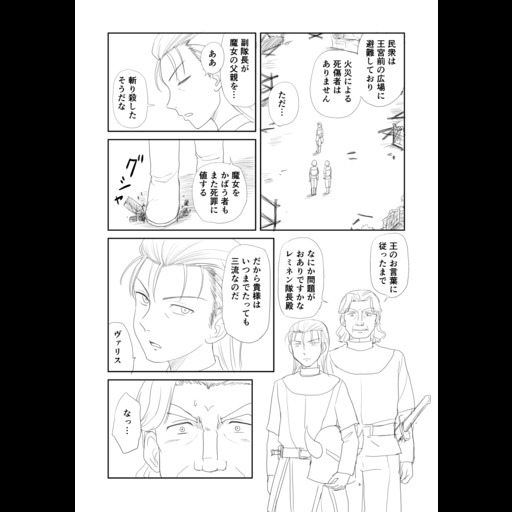 民衆は
王宮前の広場に
避難しており
火災による
死傷者は
ありません
ただ…
副隊長が
魔女の父親を…
ああ
斬り殺した
そうだな
魔女を
かばう者も
また死罪に
値する
グシャ
王のお言葉に
従ったまで
なにか問題が
おありですかな
レミネン隊長殿
だから貴様は
いつまでたっても
三流なのだ
ヴァリス
なっ…